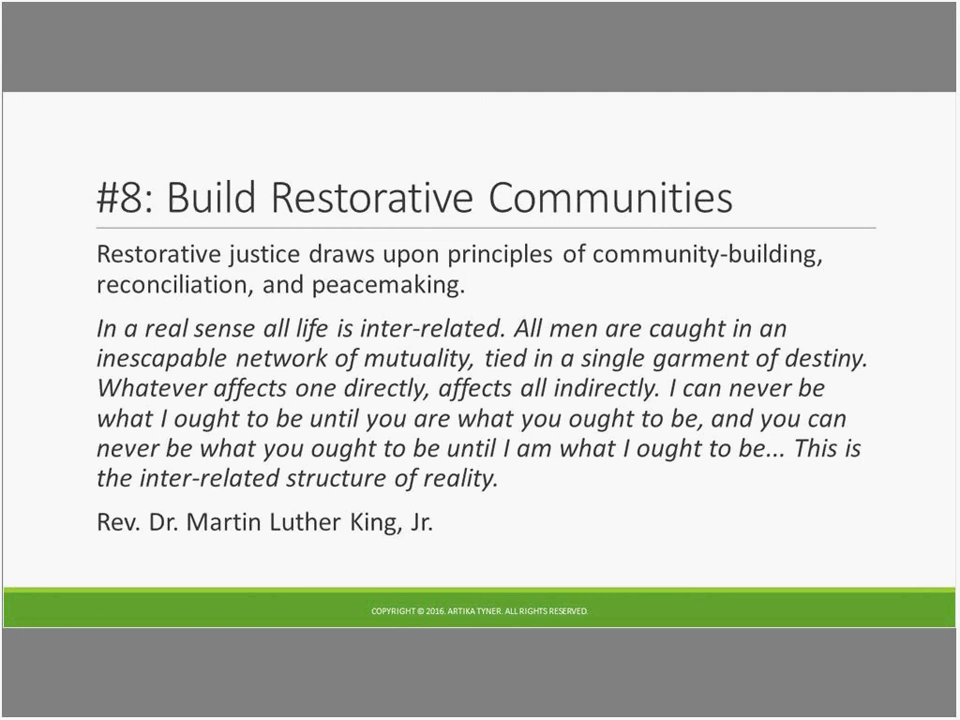 #8: Build Restorative Communities
Restorative justice draws upon principles of community-building,
reconciliation, and peacemaking.
In a real sense all life is inter-related. All men are caught in an
inescapable network of mutuality, tied in a single garment of destiny.
Whatever affects one directly, affects all indirectly. I can never be
what I ought to be until you are what you ought to be, and you can
never be what you ought to be until I am what I ought to be... This is
the inter-related structure of reality.
Rev. Dr. Martin Luther King, Jr.
COPYRIGHT © 2016. ARTIKA TYNER. ALL RIGHTS RESERVED.